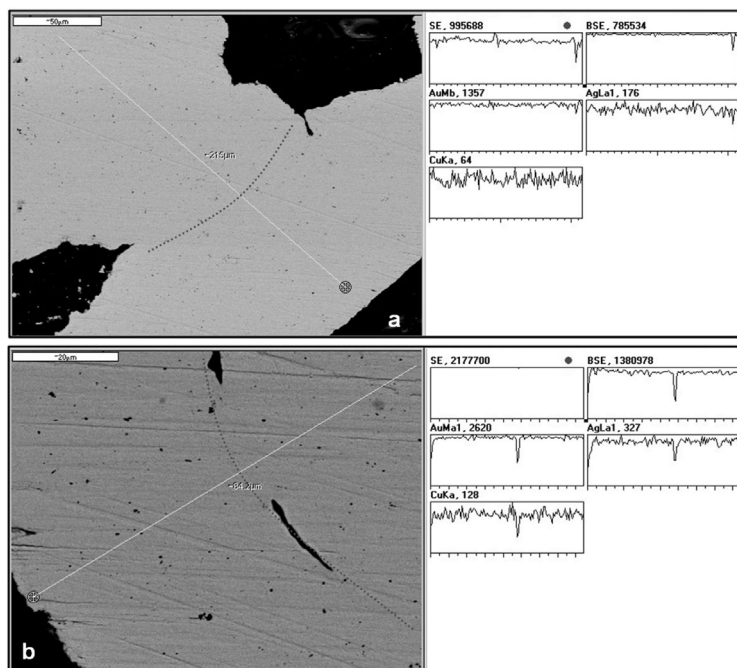 ~50µm
~215µm
a
SE, 995688
BSE, 785534
AuMb, 1357
AgLa1, 176
CuKa, 64
~20µm
~84.2µm
b
SE, 2177700
BSE, 1380978
AuMa1, 2620
AgLa1, 327
CuKa, 128